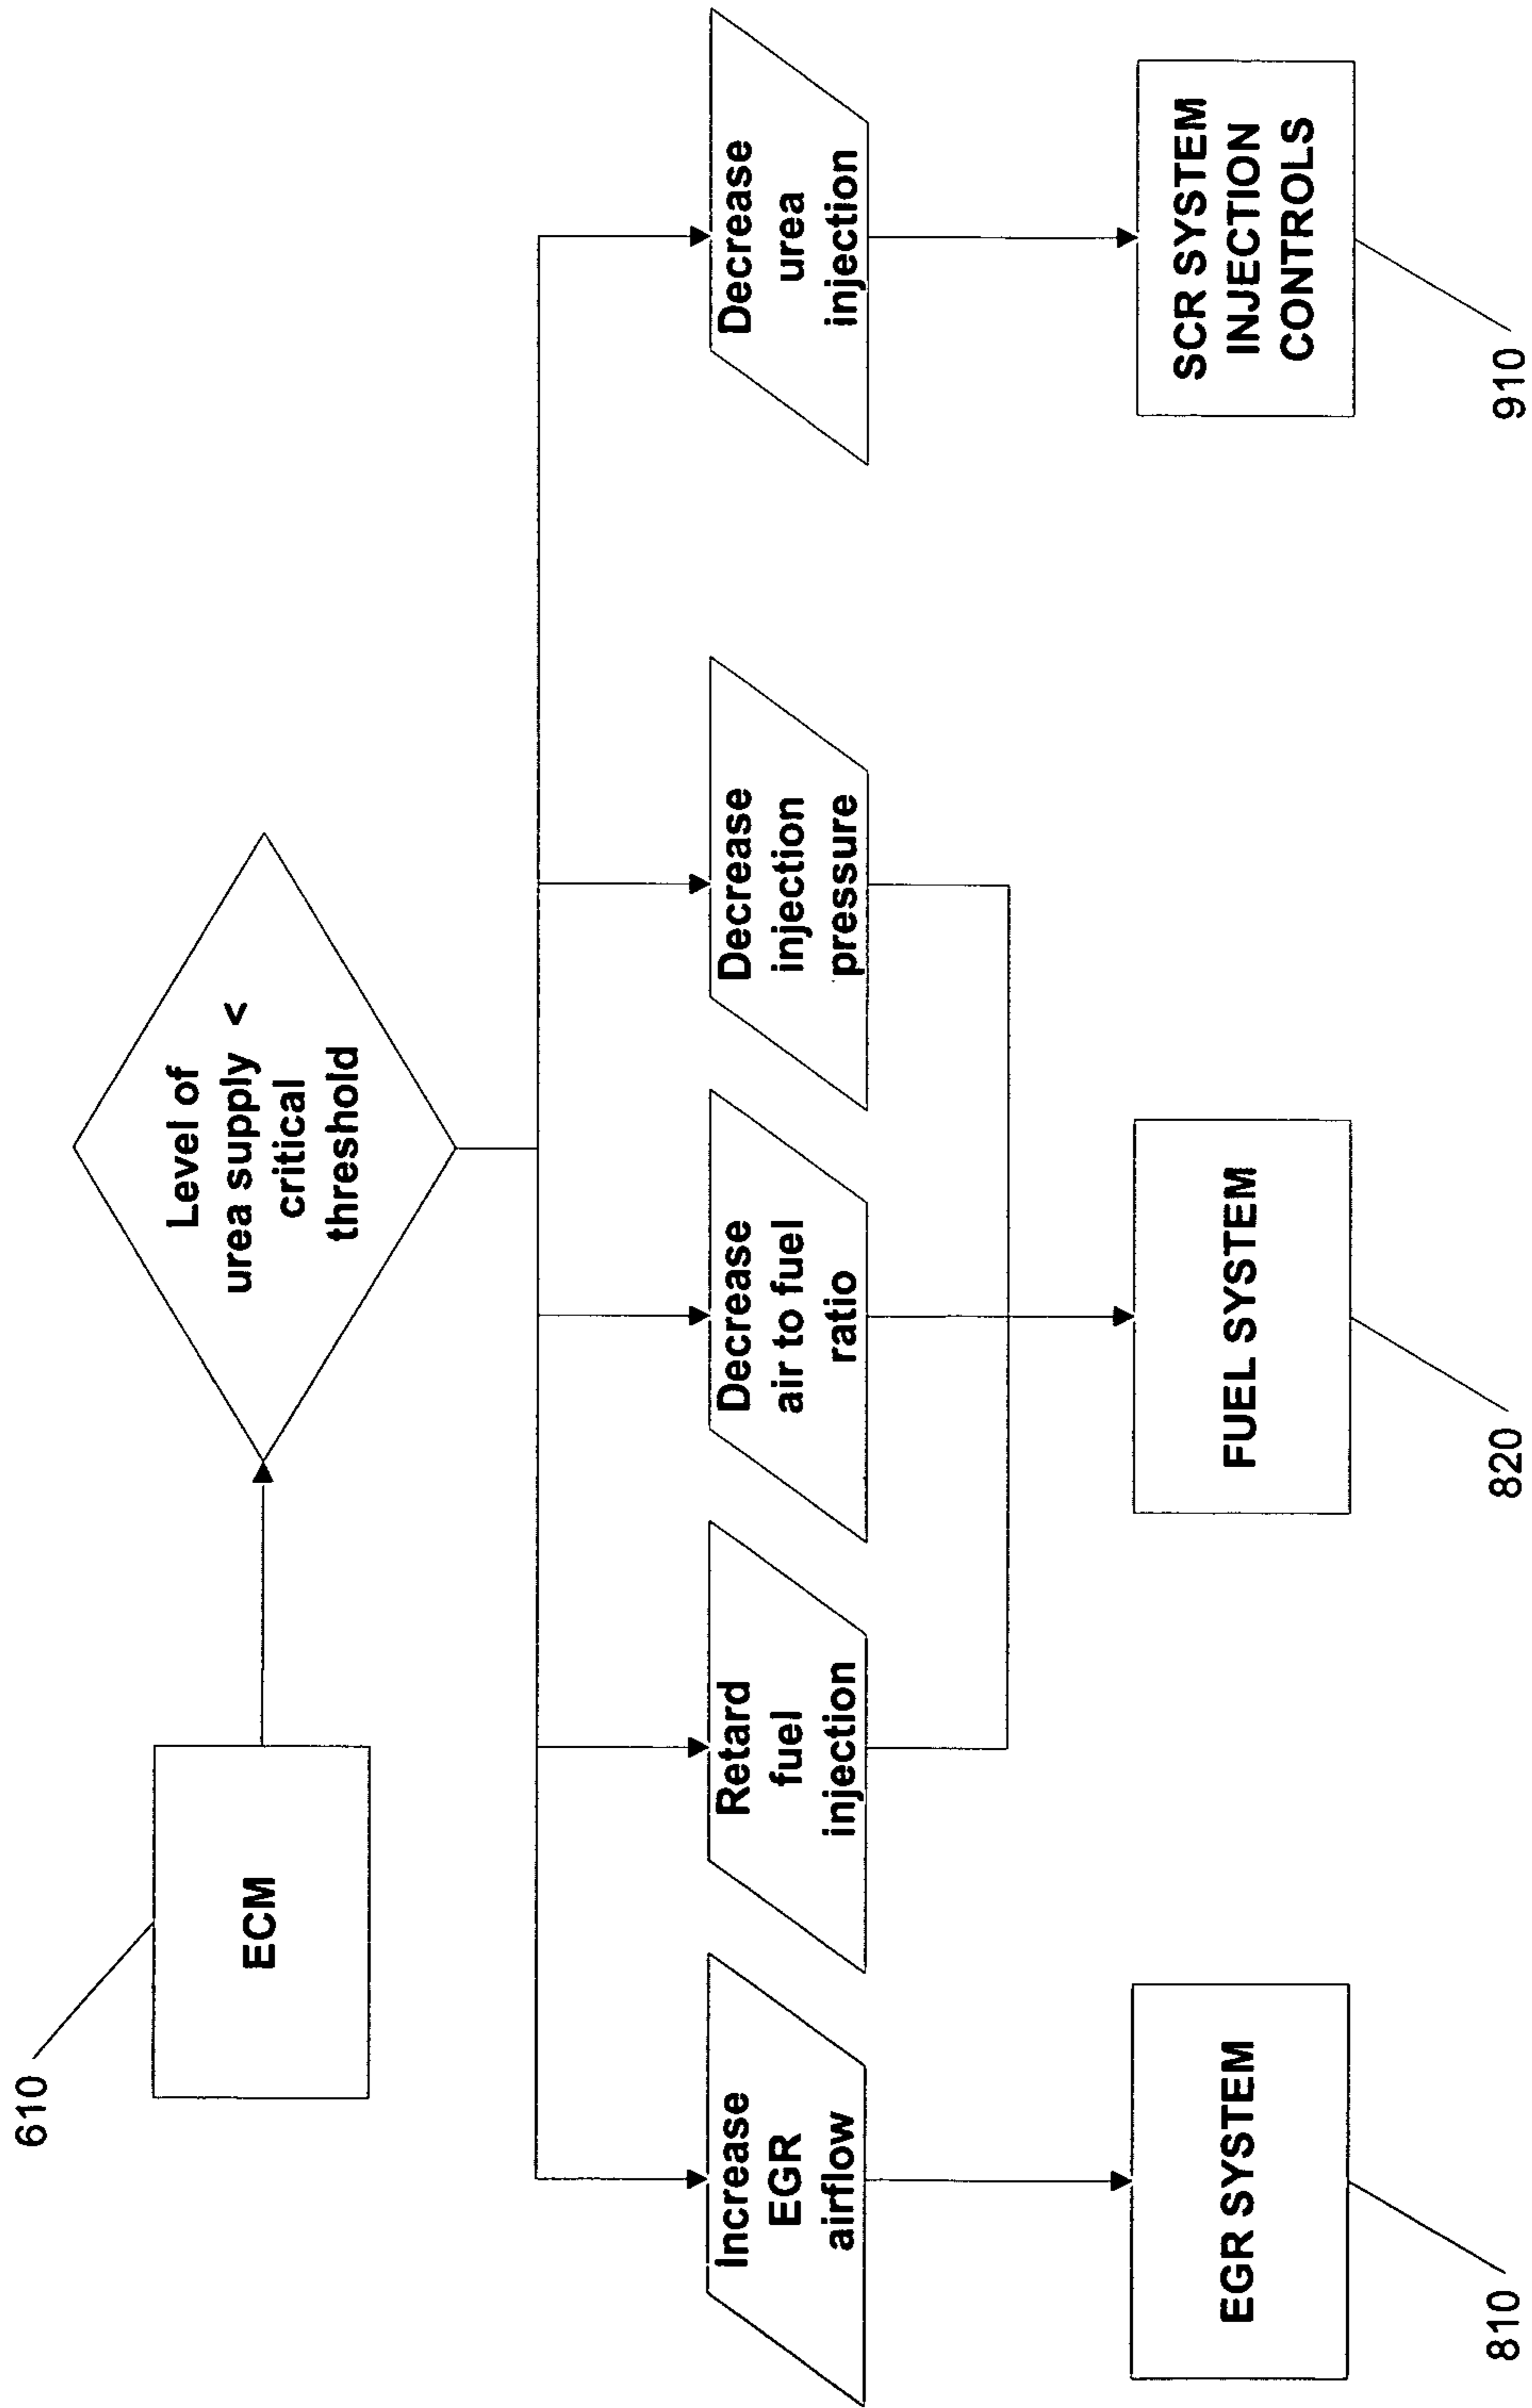 610
ECM
Level of
urea supply <
critical
threshold
Increase
EGR
airflow
Retard
fuel
injection
Decrease
air to fuel
ratio
Decrease
injection
pressure
Decrease
urea
injection
EGR SYSTEM
810
FUEL SYSTEM
820
SCR SYSTEM
INJECTION
CONTROLS
910